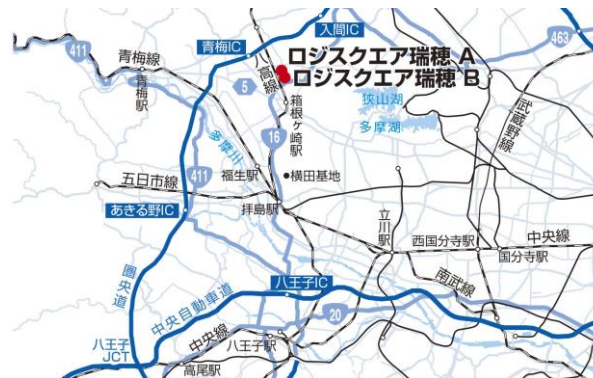 入間IC
463
411
青梅線
青梅IC
八高線
ロジスクエア瑞穂 A
ロジスクエア瑞穂 B
青梅駅
5
箱根ヶ崎駅
狭山湖
多摩湖
武蔵野線
多摩川
16
福生駅
横田基地
五日市線
411
拝島駅
あきる野IC
立川駅
西国分寺駅
中央線
国分寺駅
圏央道
中央自動車道
八王子IC
南武線
20
八王子JCT
中央線
八王子駅
高尾駅